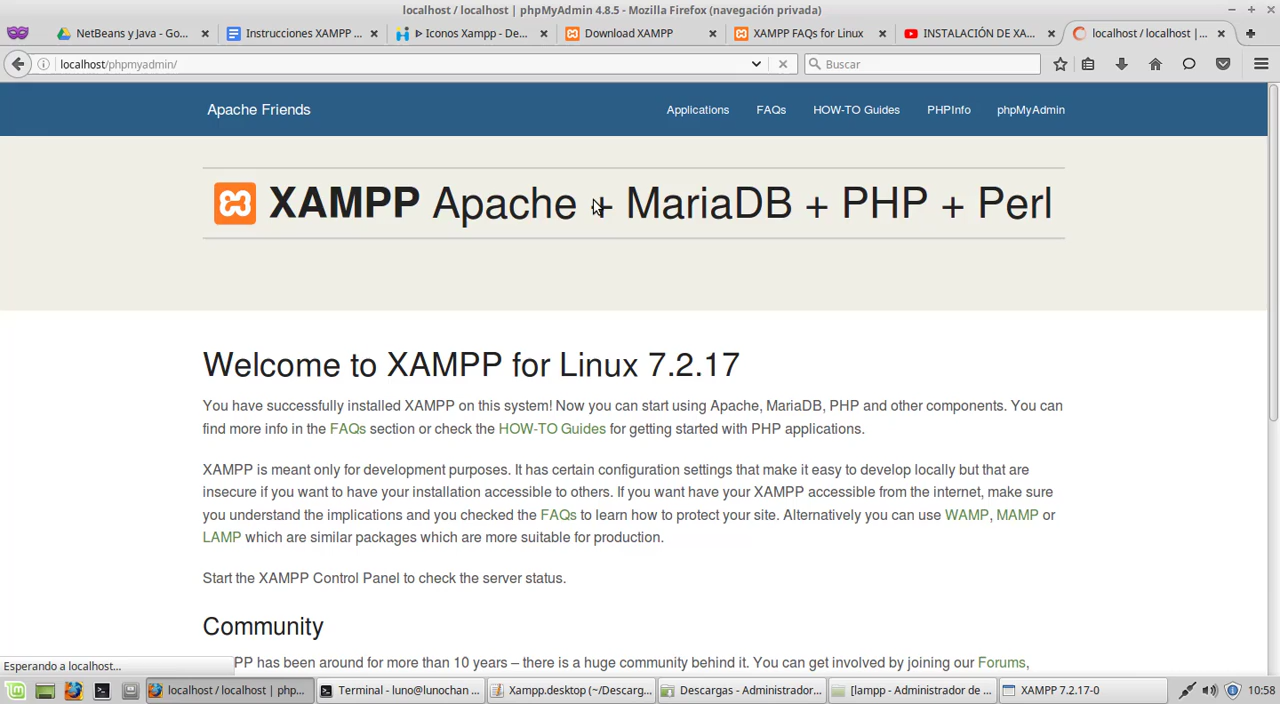 localhost / localhost | phpMyAdmin 4.8.5 - Mozilla Firefox (navegación privada)
NetBeans y Java - Go...
Instrucciones XAMPP ...
ᐈ Iconos Xampp - De...
Download XAMPP
XAMPP FAQs for Linux
INSTALACIÓN DE XA...
localhost / localhost |...
localhost/phpmyadmin/
Buscar
Apache Friends
Applications
FAQs
HOW-TO Guides
PHPInfo
phpMyAdmin
XAMPP Apache + MariaDB + PHP + Perl
Welcome to XAMPP for Linux 7.2.17
You have successfully installed XAMPP on this system! Now you can start using Apache, MariaDB, PHP and other components. You can
find more info in the FAQs section or check the HOW-TO Guides for getting started with PHP applications.
XAMPP is meant only for development purposes. It has certain configuration settings that make it easy to develop locally but that are
insecure if you want to have your installation accessible to others. If you want have your XAMPP accessible from the internet, make sure
you understand the implications and you checked the FAQs to learn how to protect your site. Alternatively you can use WAMP, MAMP or
LAMP which are similar packages which are more suitable for production.
Start the XAMPP Control Panel to check the server status.
Community
PP has been around for more than 10 years – there is a huge community behind it. You can get involved by joining our Forums,
Esperando a localhost...
localhost / localhost | php...
Terminal - luno@lunochan ...
Xampp.desktop (~/Descarg...
Descargas - Administrador...
[lampp - Administrador de ...
XAMPP 7.2.17-0
10:58